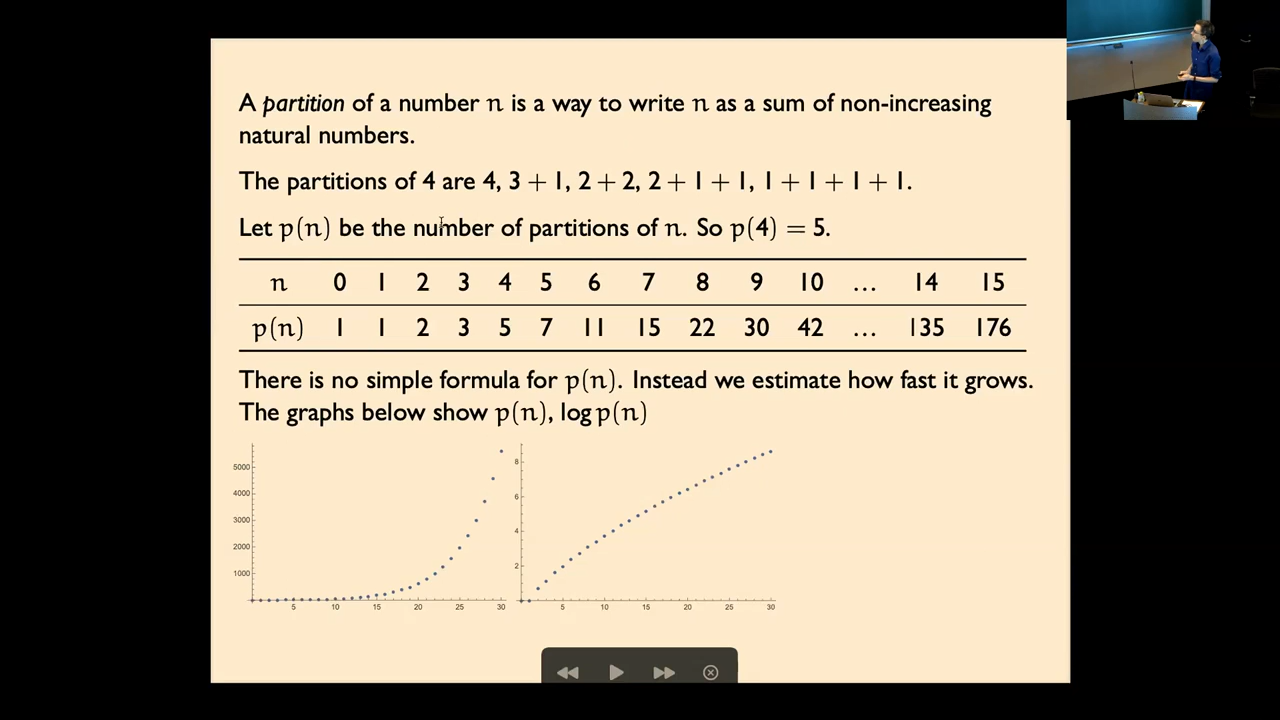 A partition of a number n is a way to write n as a sum of non-increasing
natural numbers.
The partitions of 4 are 4, 3 + 1, 2 + 2, 2 + 1 + 1, 1 + 1 + 1 + 1.
Let p(n) be the number of partitions of n. So p(4) = 5.
n 0 1 2 3 4 5 6 7 8 9 10 ... 14 15
p(n) 1 1 2 3 5 7 11 15 22 30 42 ... 135 176
There is no simple formula for p(n). Instead we estimate how fast it grows.
The graphs below show p(n), log p(n)
5000
4000
3000
2000
1000
5 10 15 20 25 30
8
6
4
2
5 10 15 20 25 30